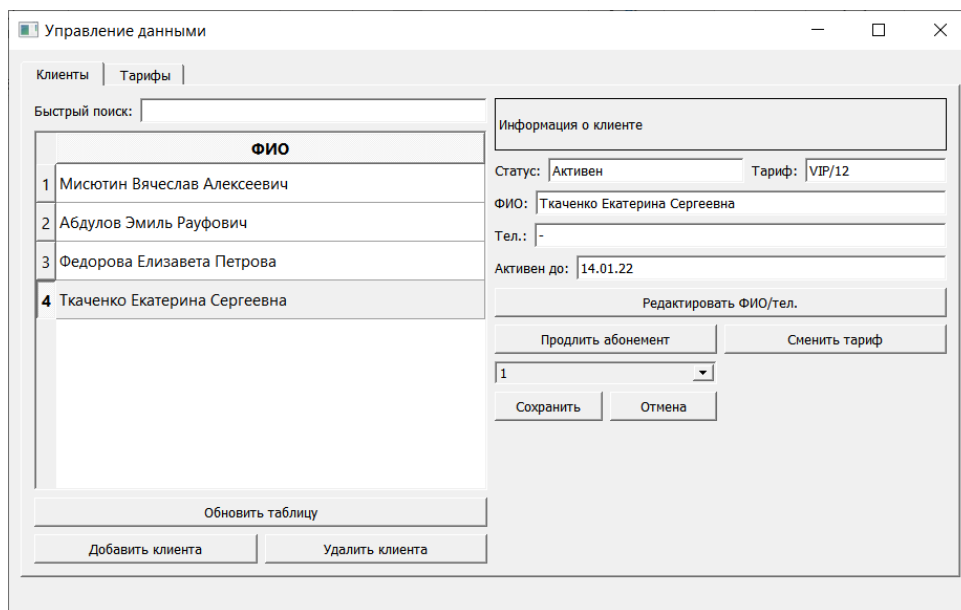 Управление данными
Клиенты Тарифы
Быстрый поиск:
ФИО
1 Мисютин Вячеслав Алексеевич
2 Абдулов Эмиль Рауфович
3 Федорова Елизавета Петрова
4 Ткаченко Екатерина Сергеевна
Обновить таблицу
Добавить клиента Удалить клиента
Информация о клиенте
Статус: Активен Тариф: VIP/12
ФИО: Ткаченко Екатерина Сергеевна
Тел.: -
Активен до: 14.01.22
Редактировать ФИО/тел.
Продлить абонемент Сменить тариф
1
Сохранить Отмена